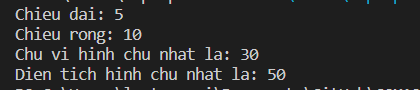 Chieu dai: 5
Chieu rong: 10
Chu vi hinh chu nhat la: 30
Dien tich hinh chu nhat la: 50